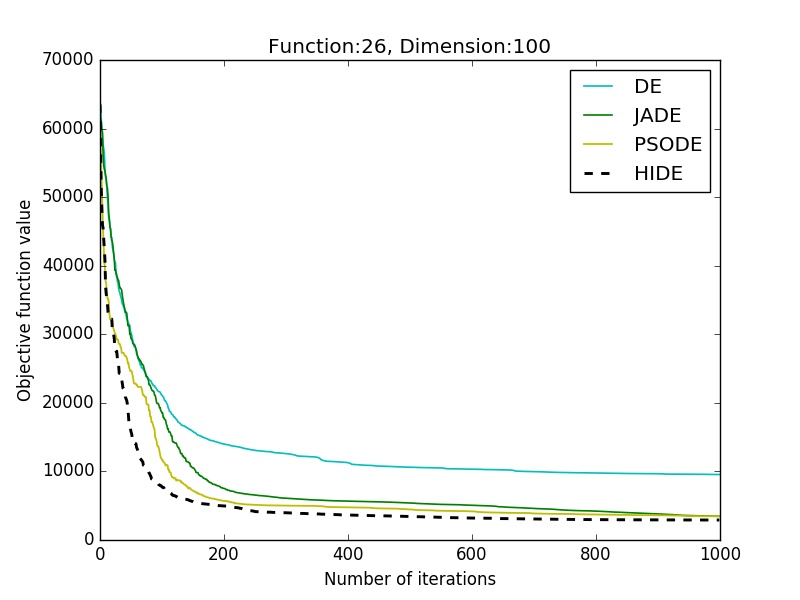 Function:26, Dimension:100
70000
60000
50000
40000
30000
20000
10000
0
Objective function value
DE
JADE
PSODE
HIDE
0 200 400 600 800 1000
Number of iterations